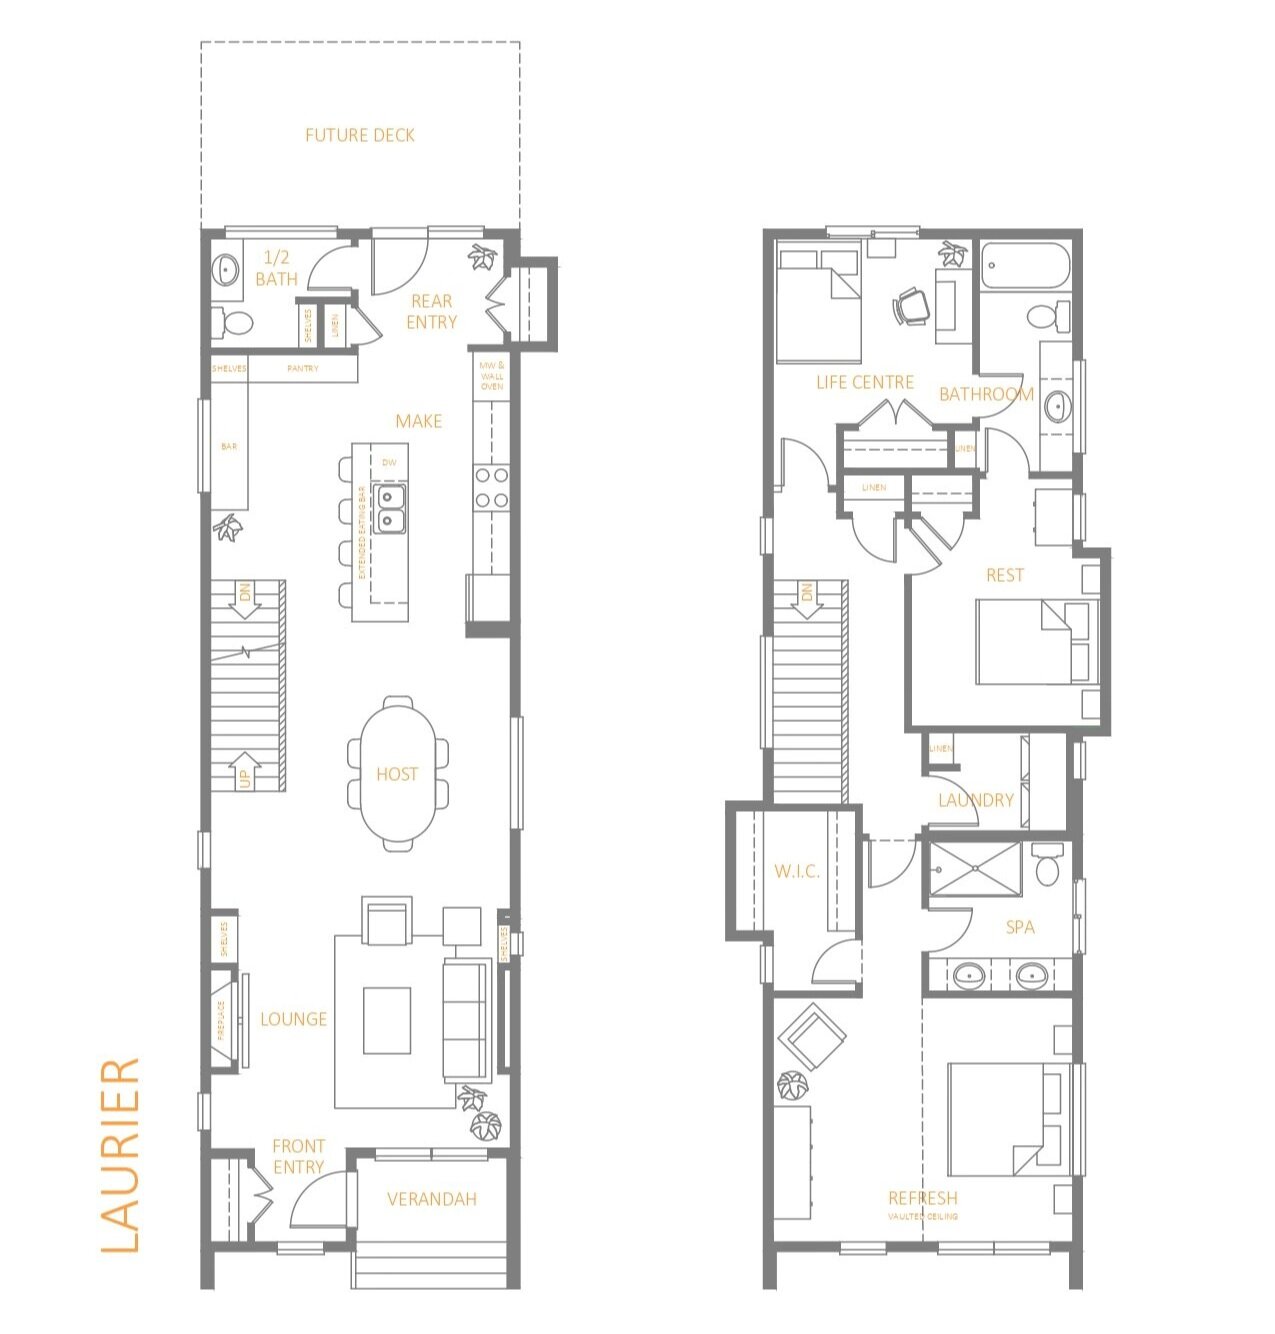 FUTURE DECK
1/2
BATH
REAR
ENTRY
SHELVES
LINEN
SHELVES
PANTRY
MW &
WALL
OVEN
MAKE
BAR
DW
EXTENDED EATING BAR
DN
UP
HOST
SHELVES
SHELVES
FIREPLACE
LOUNGE
FRONT
ENTRY
VERANDAH
LAURIER
LIFE CENTRE
BATHROOM
LINEN
LINEN
REST
DN
LINEN
LAUNDRY
W.I.C.
SPA
REFRESH
VAULTED CEILING